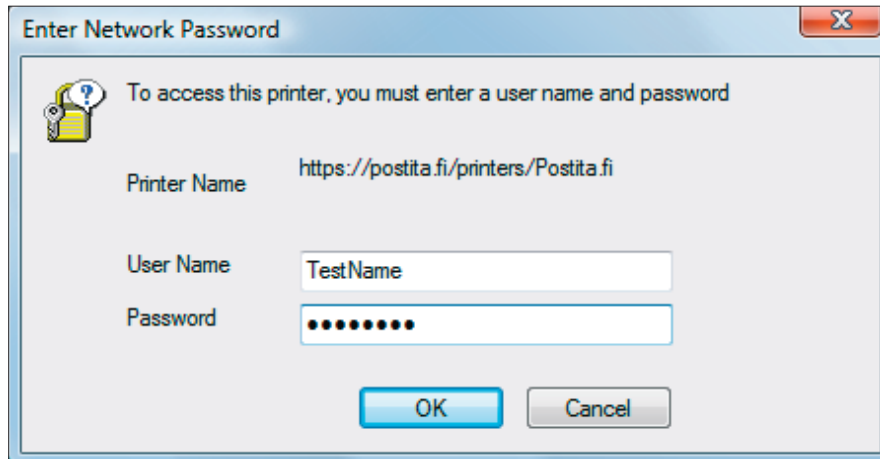 Enter Network Password
To access this printer, you must enter a user name and password
Printer Name https://postita.fi/printers/Postita.fi
User Name TestName
Password ••••••••
OK Cancel